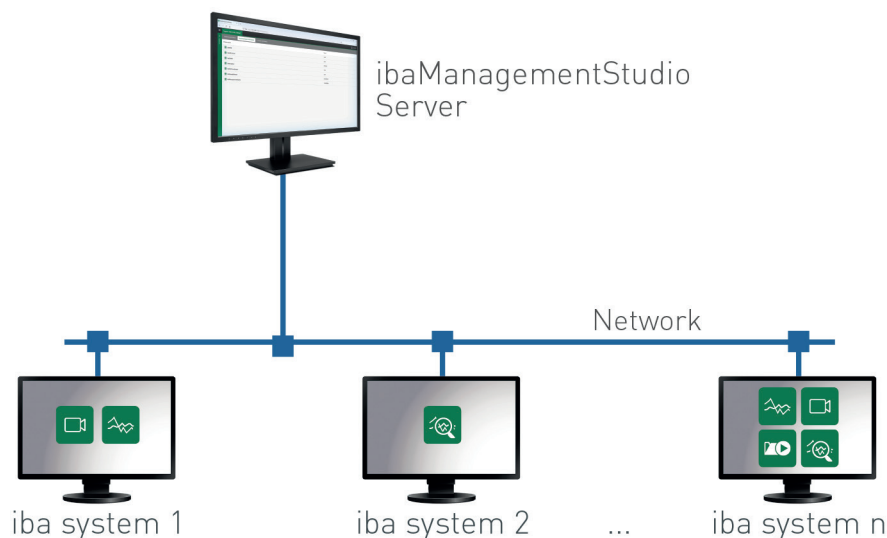 ibaManagementStudio
Server
Network
iba system 1
iba system 2
...
iba system n